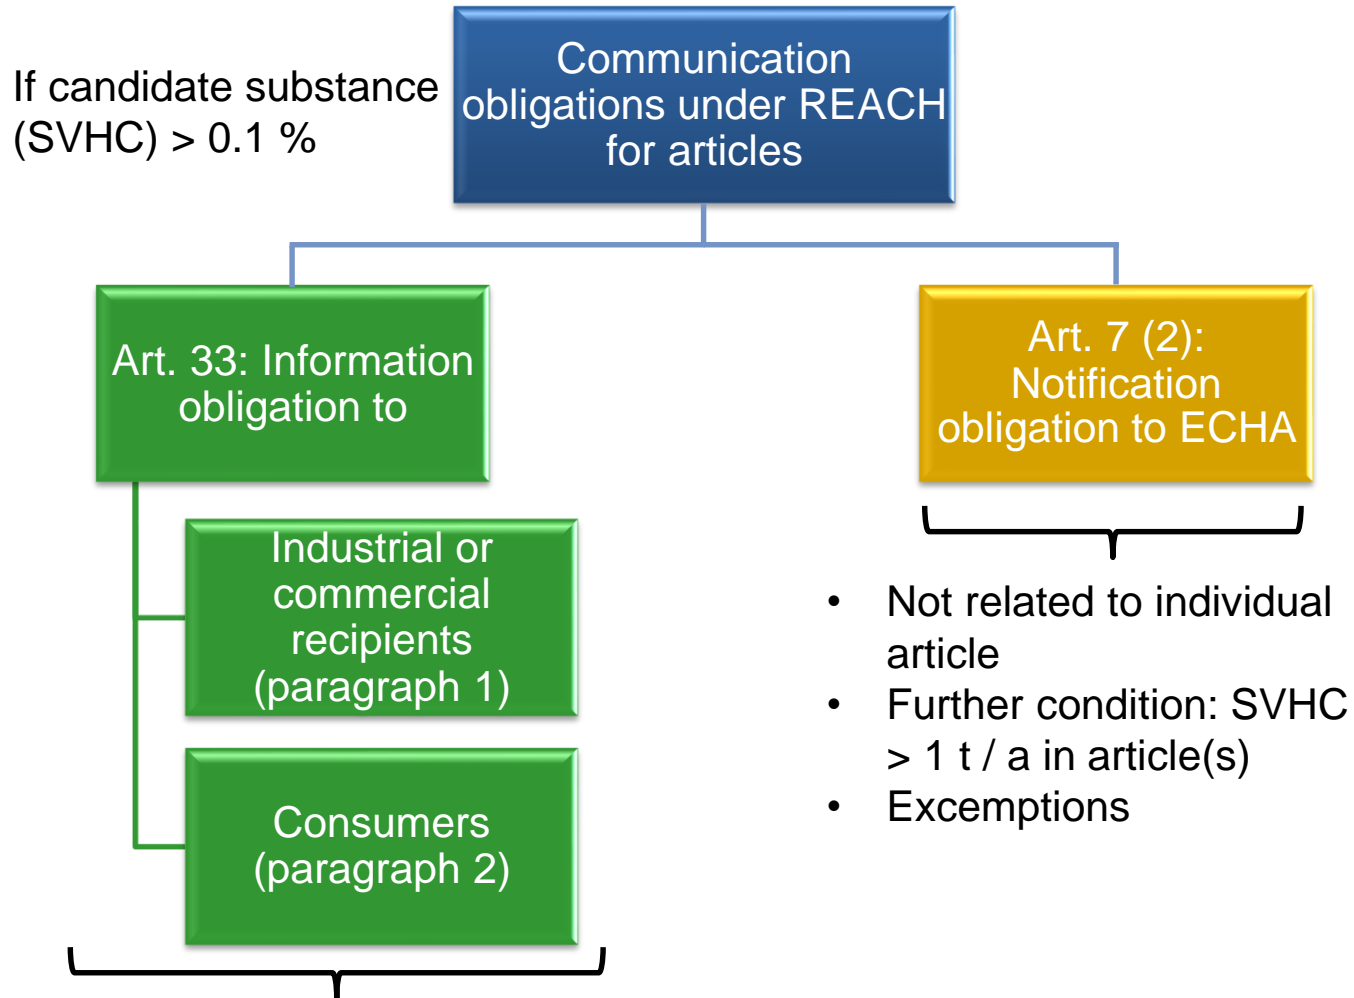 If candidate substance
(SVHC) > 0.1 %
Communication
obligations under REACH
for articles
Art. 33: Information
obligation to
Industrial or
commercial
recipients
(paragraph 1)
Consumers
(paragraph 2)
Art. 7 (2):
Notification
obligation to ECHA
• Not related to individual
article
• Further condition: SVHC
> 1 t / a in article(s)
• Excemptions